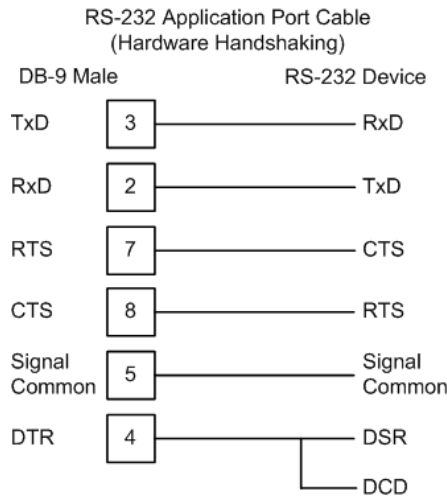 RS-232 Application Port Cable
(Hardware Handshaking)
DB-9 Male RS-232 Device
TxD 3 RxD
RxD 2 TxD
RTS 7 CTS
CTS 8 RTS
Signal Common 5 Signal Common
DTR 4 DSR
DCD